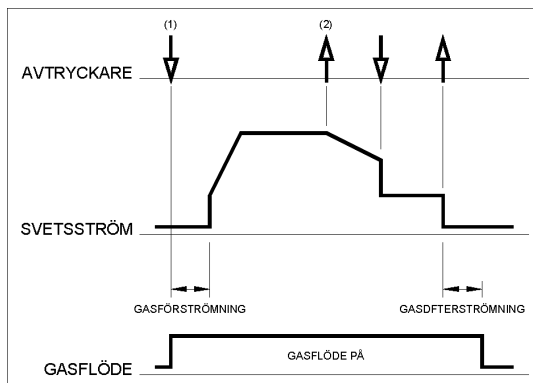 (1) (2)
AVTRYCKARE
SVETSSTRÖM
GASFÖRSTRÖMNING GASDFTERSTRÖMNING
GASFLÖDE PÅ
GASFLÖDE